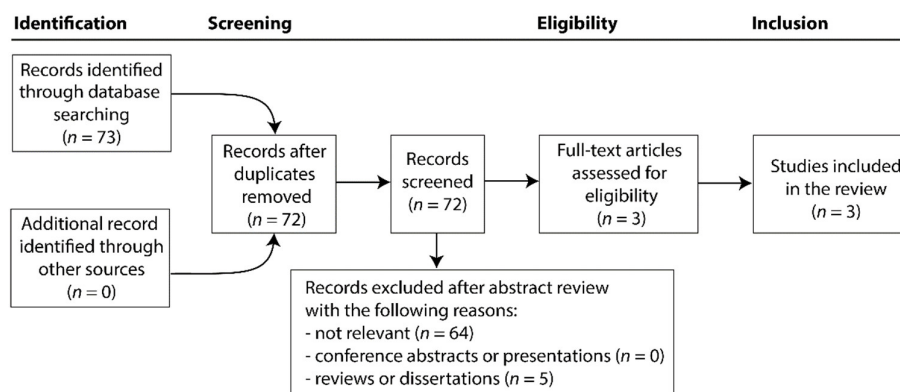 Identification Screening Eligibility Inclusion
Records identified
through database
searching
(n = 73)
Additional record
identified through
other sources
(n = 0)
Records after
duplicates
removed
(n = 72)
Records
screened
(n = 72)
Records excluded after abstract review
with the following reasons:
- not relevant (n = 64)
- conference abstracts or presentations (n = 0)
- reviews or dissertations (n = 5)
Full-text articles
assessed for
eligibility
(n = 3)
Studies included
in the review
(n = 3)